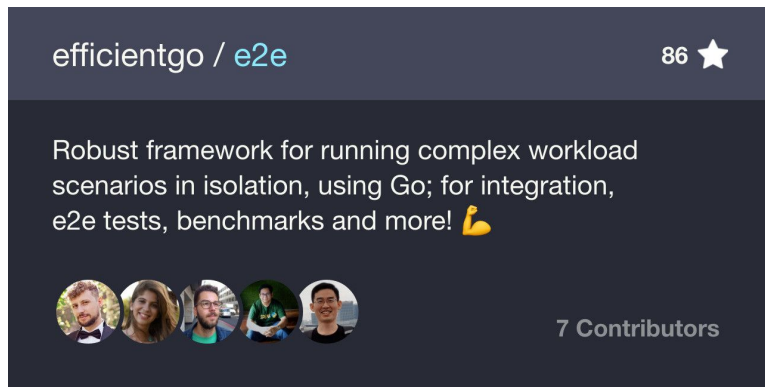 efficientgo / e2e
86
Robust framework for running complex workload
scenarios in isolation, using Go; for integration,
e2e tests, benchmarks and more! 💪
7 Contributors